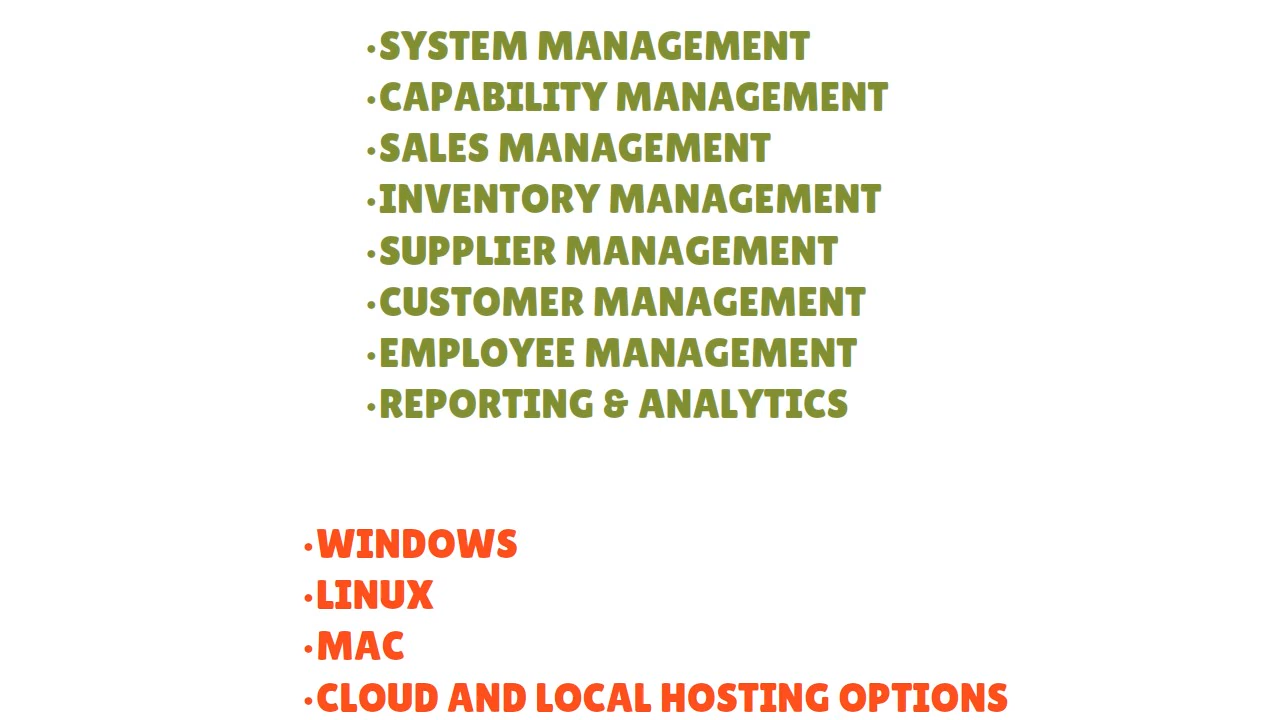 •SYSTEM MANAGEMENT
•CAPABILITY MANAGEMENT
•SALES MANAGEMENT
•INVENTORY MANAGEMENT
•SUPPLIER MANAGEMENT
•CUSTOMER MANAGEMENT
•EMPLOYEE MANAGEMENT
•REPORTING & ANALYTICS
•WINDOWS
•LINUX
•MAC
•CLOUD AND LOCAL HOSTING OPTIONS